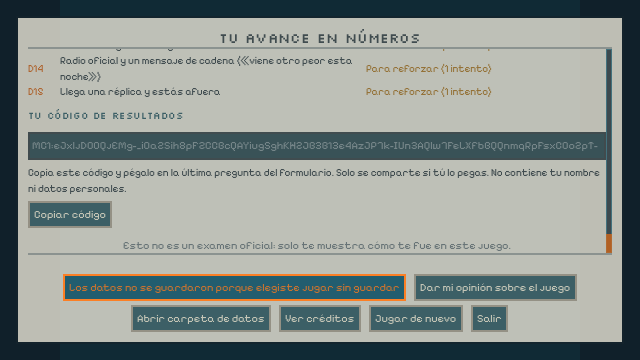 TU AVANCE EN NÚMEROS
D14
Radio oficial y un mensaje de cadena («viene otro peor esta
noche»)
Para reforzar (1 intento)
D15 Llega una réplica y estás afuera Para reforzar (1 intento)
TU CÓDIGO DE RESULTADOS
Copia este código y pégalo en la última pregunta del formulario. Solo se comparte si tú lo pegas. No contiene tu nombre
ni datos personales.
Copiar código
Esto no es un examen oficial: solo te muestra cómo te fue en este juego.
Los datos no se guardaron porque elegiste jugar sin guardar Dar mi opinión sobre el juego
Abrir carpeta de datos Ver créditos Jugar de nuevo Salir